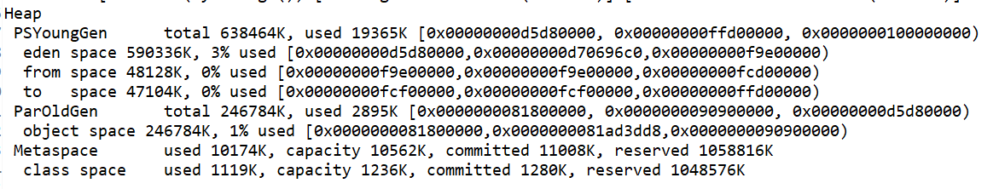 Heap
PSYoungGen      total 638464K, used 19365K [0x00000000d5d80000, 0x00000000ffd00000, 0x0000000100000000)
eden space 590336K, 3% used [0x00000000d5d80000,0x00000000d70696c0,0x00000000f9e00000)
from space 48128K, 0% used [0x00000000f9e00000,0x00000000f9e00000,0x00000000fcd00000)
to   space 47104K, 0% used [0x00000000fcf00000,0x00000000fcf00000,0x00000000ffd00000)
ParOldGen       total 246784K, used 2895K [0x0000000081800000, 0x0000000090900000, 0x00000000d5d80000)
object space 246784K, 1% used [0x0000000081800000,0x0000000081ad3dd8,0x0000000090900000)
Metaspace       used 10174K, capacity 10562K, committed 11008K, reserved 1058816K
class space    used 1119K, capacity 1236K, committed 1280K, reserved 1048576K